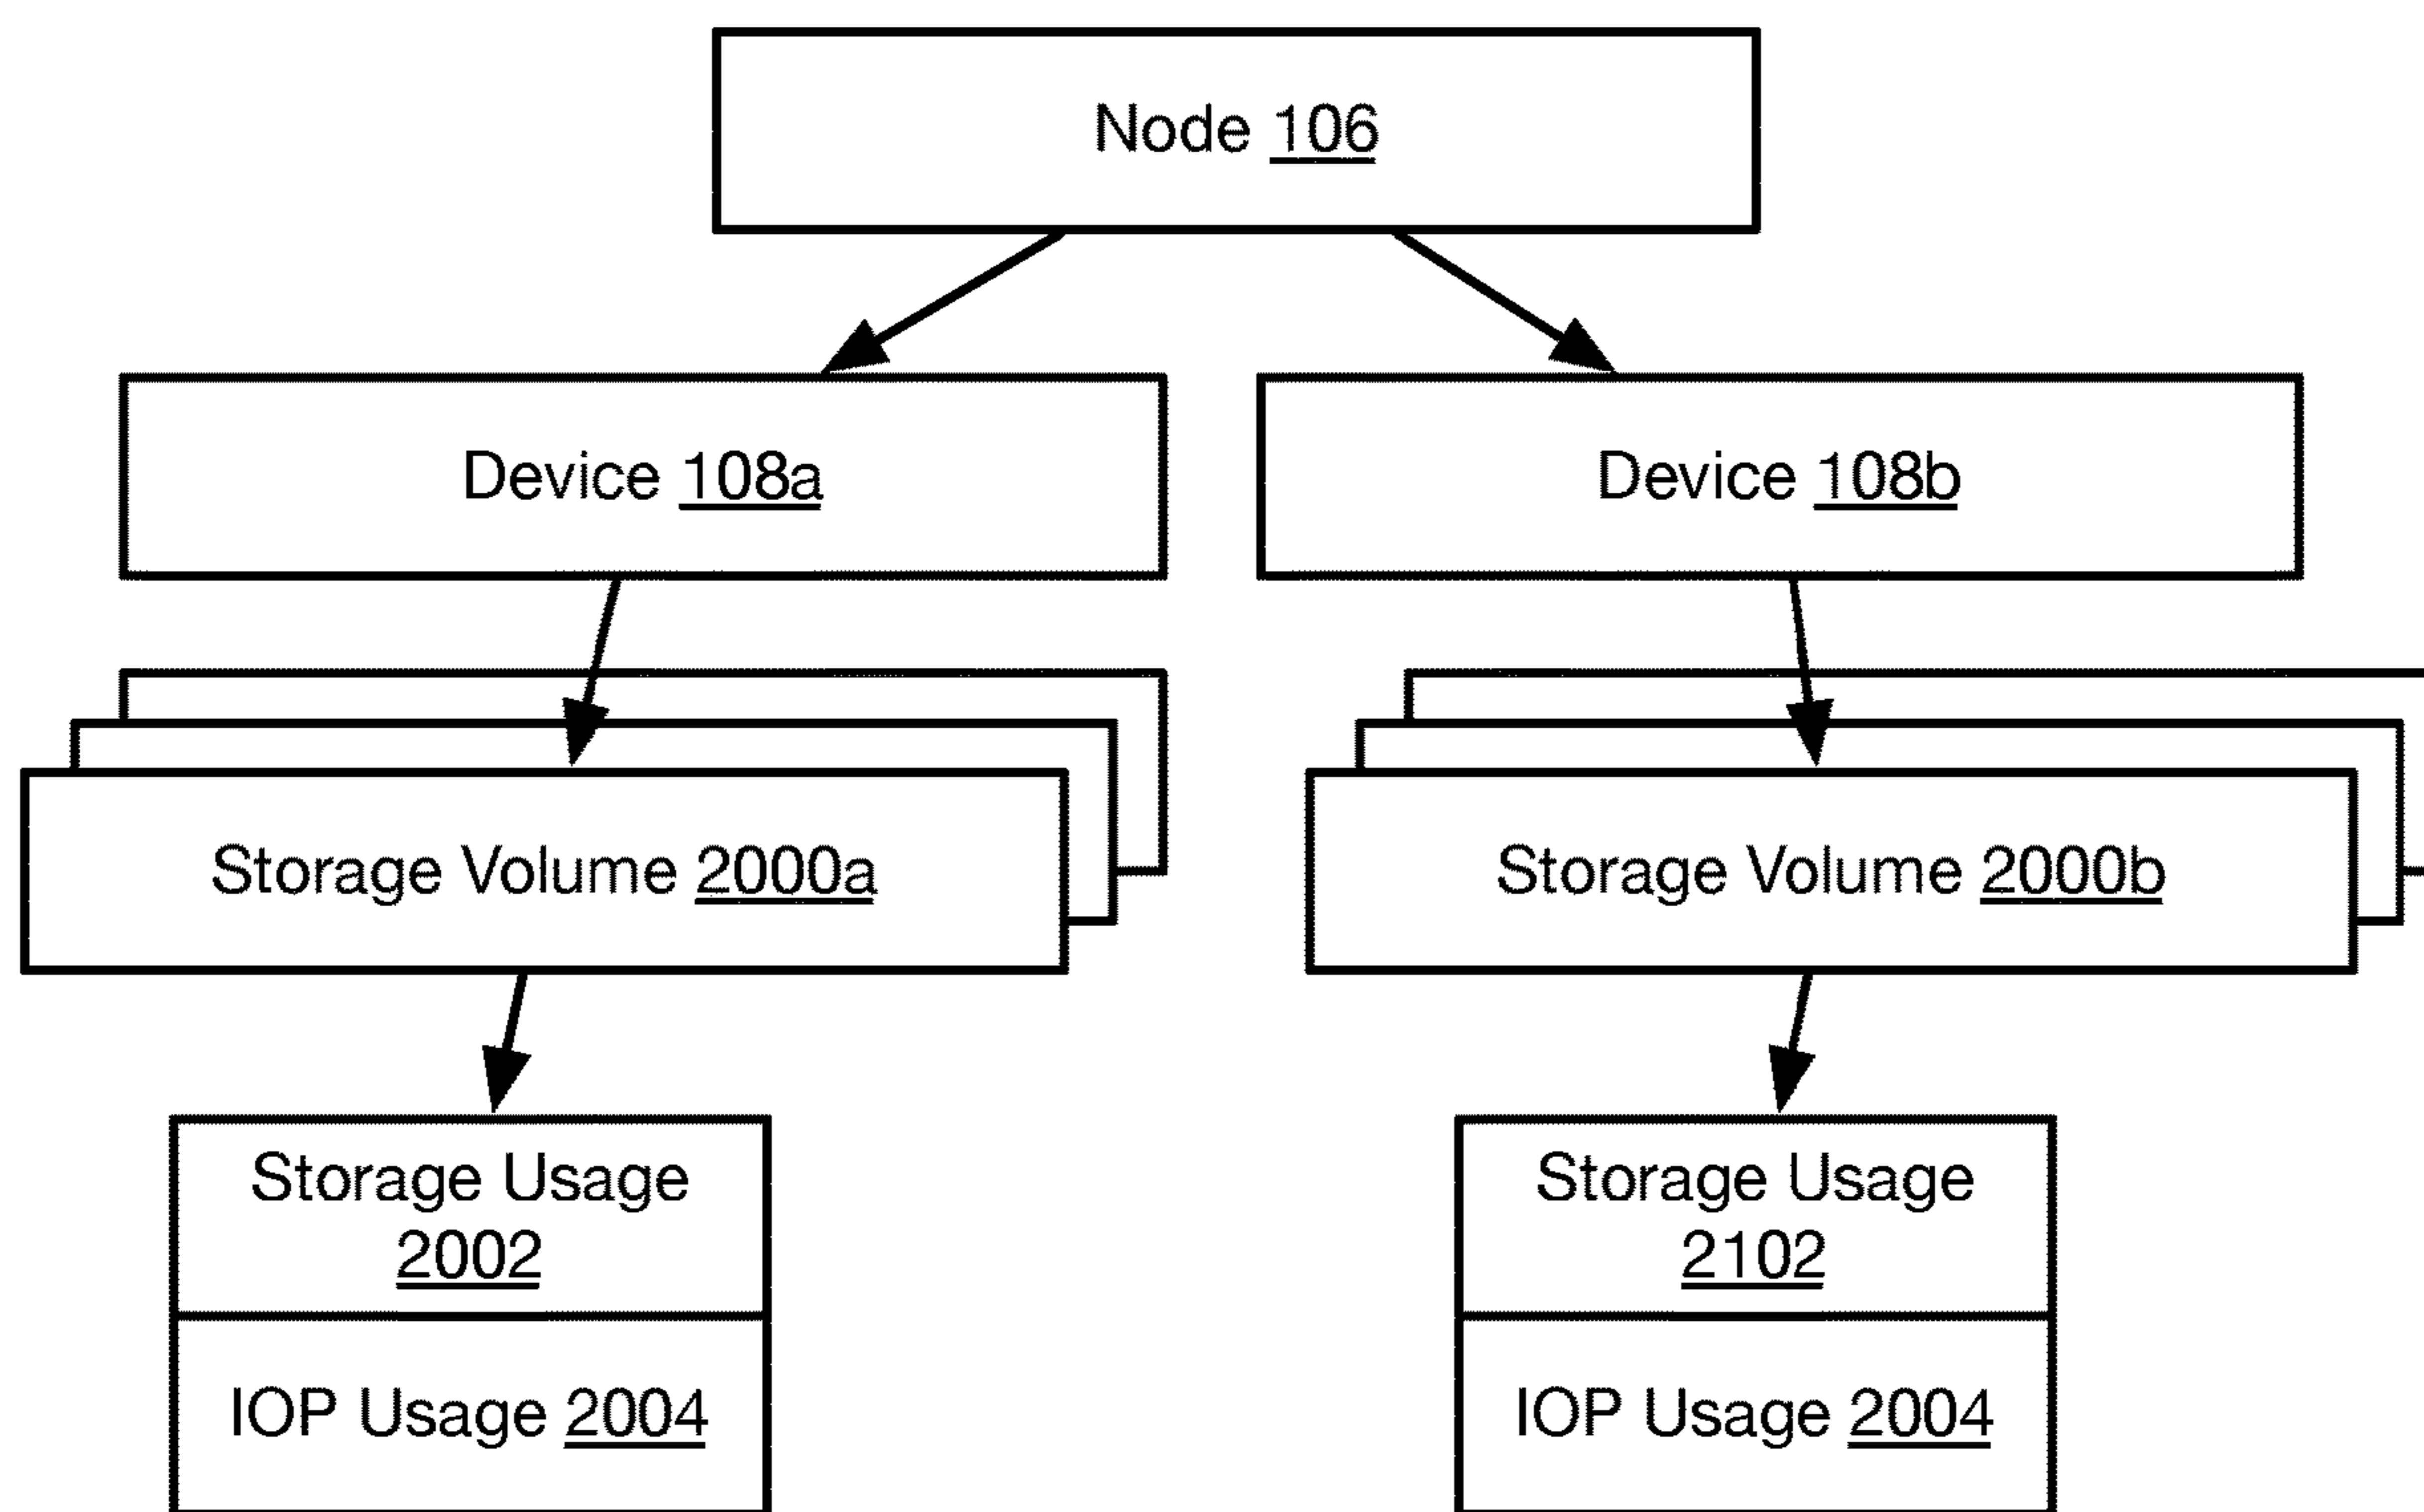 Node 106
Device 108a
Device 108b
Storage Volume 2000a
Storage Volume 2000b
Storage Usage
2002
IOP Usage 2004
Storage Usage
2102
IOP Usage 2004